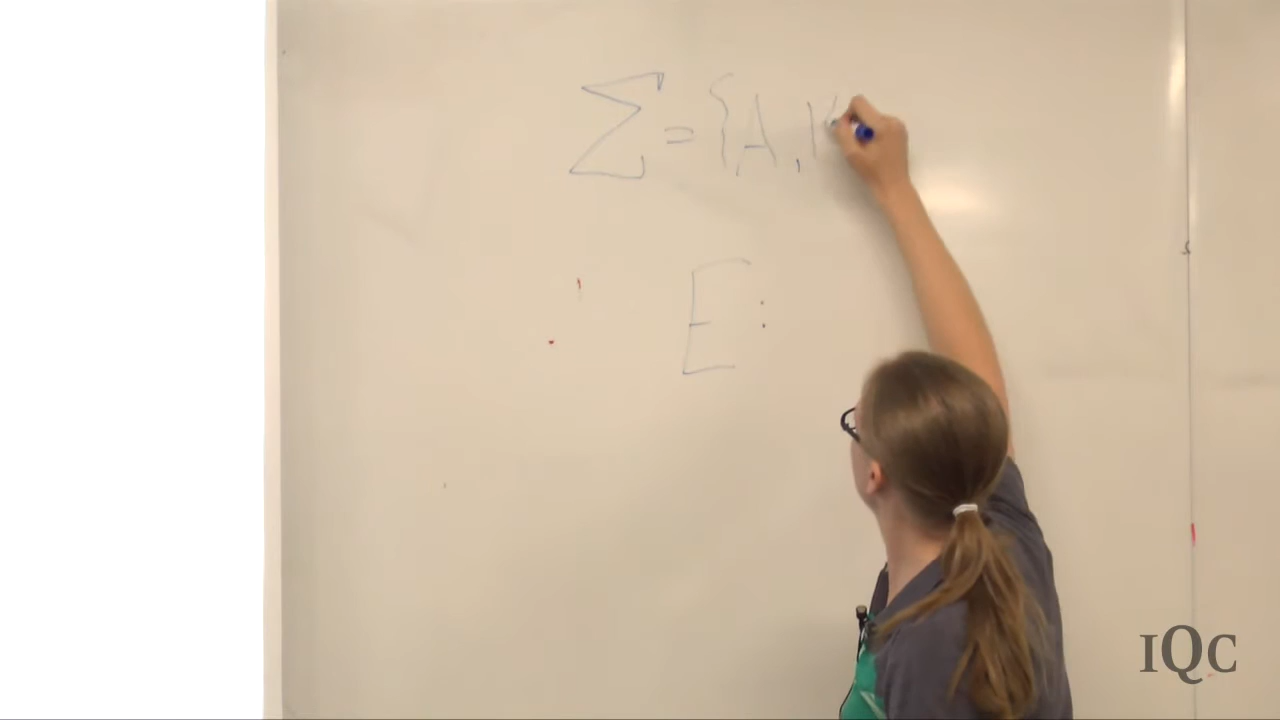 Σ = {A, K
E:
IQC